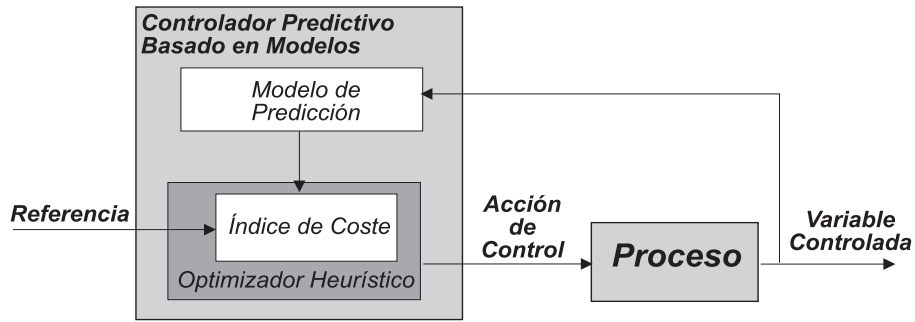 Controlador Predictivo
Basado en Modelos
Modelo de
Predicción
Referencia
Índice de Coste
Optimizador Heurístico
Acción
de
Control
Proceso
Variable
Controlada